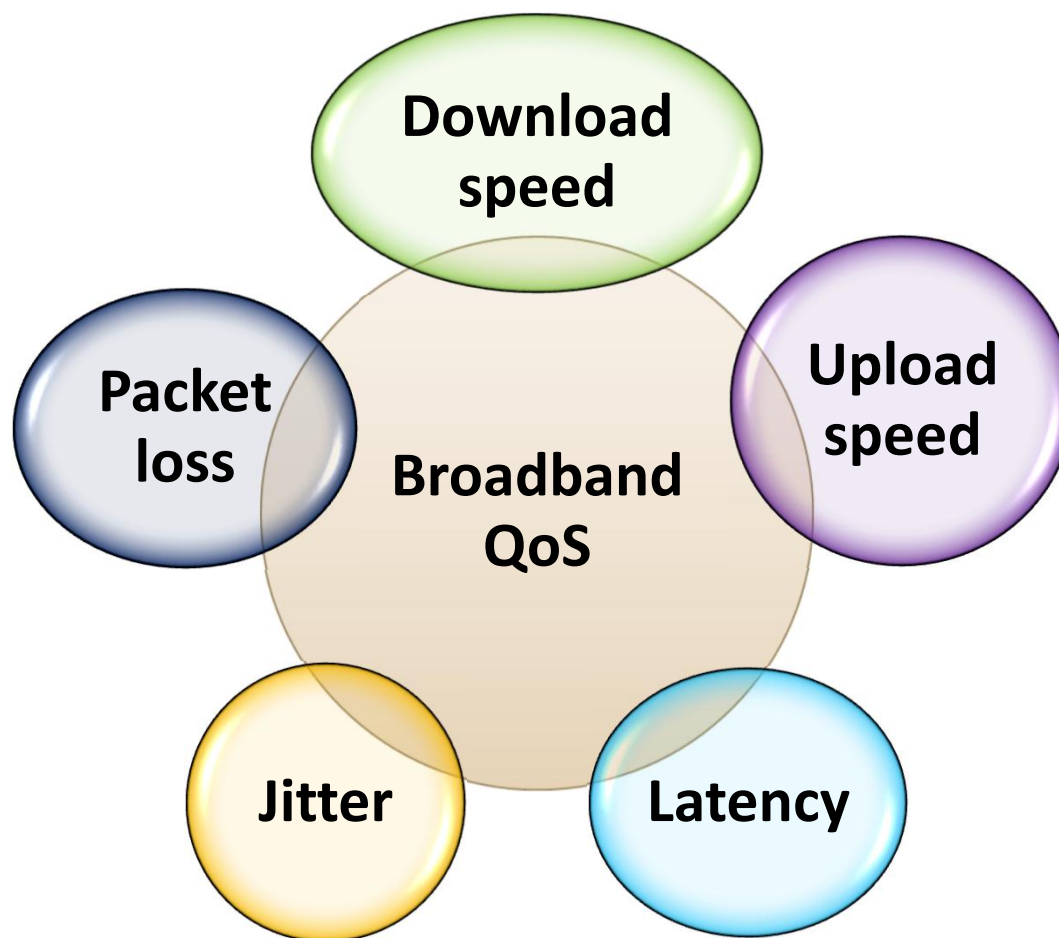 Download
speed
Upload
speed
Packet
loss
Broadband
QoS
Jitter
Latency